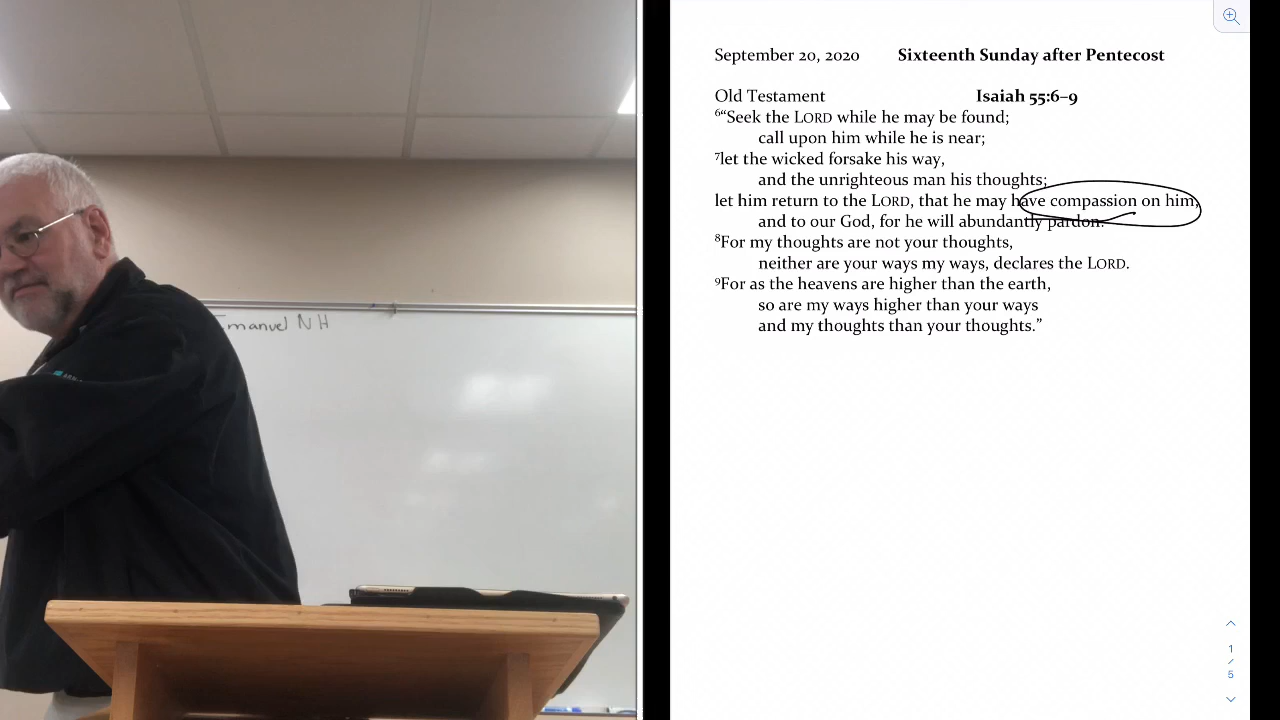 Emanuel NH
September 20, 2020 Sixteenth Sunday after Pentecost
Old Testament Isaiah 55:6–9
6“Seek the LORD while he may be found;
call upon him while he is near;
7let the wicked forsake his way,
and the unrighteous man his thoughts;
let him return to the LORD, that he may have compassion on him,
and to our God, for he will abundantly pardon.
8For my thoughts are not your thoughts,
neither are your ways my ways, declares the LORD.
9For as the heavens are higher than the earth,
so are my ways higher than your ways
and my thoughts than your thoughts.”
1
/
5